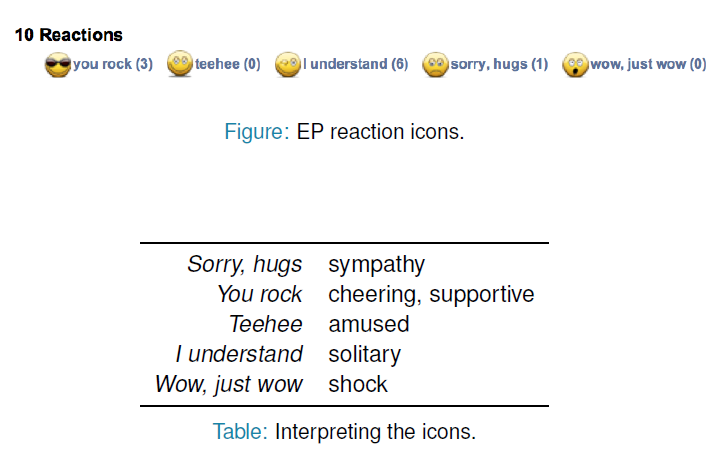 10 Reactions
you rock (3) teehee (0) I understand (6) sorry, hugs (1) wow, just wow (0)
Figure: EP reaction icons.
Sorry, hugs sympathy
You rock cheering, supportive
Teehee amused
I understand solitary
Wow, just wow shock
Table: Interpreting the icons.